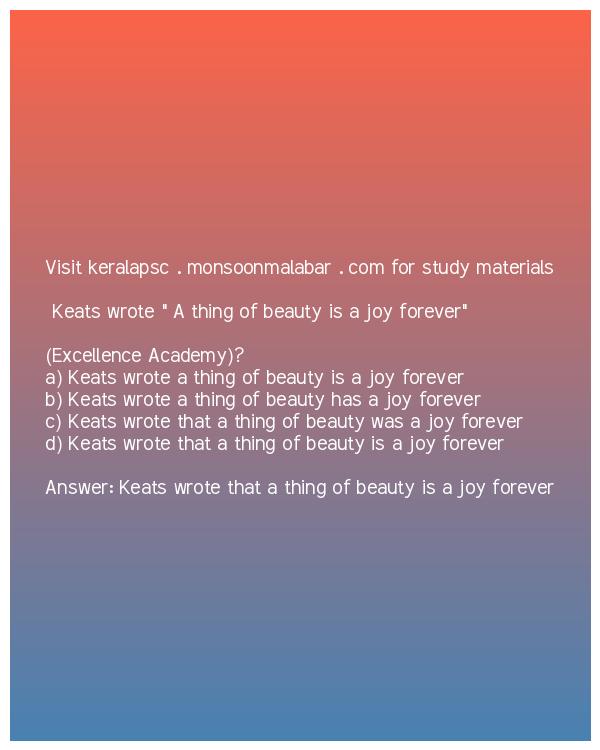 Visit keralapsc . monsoonmalabar . com for study materials
Keats wrote " A thing of beauty is a joy forever"
(Excellence Academy)?
a) Keats wrote a thing of beauty is a joy forever
b) Keats wrote a thing of beauty has a joy forever
c) Keats wrote that a thing of beauty was a joy forever
d) Keats wrote that a thing of beauty is a joy forever
Answer: Keats wrote that a thing of beauty is a joy forever